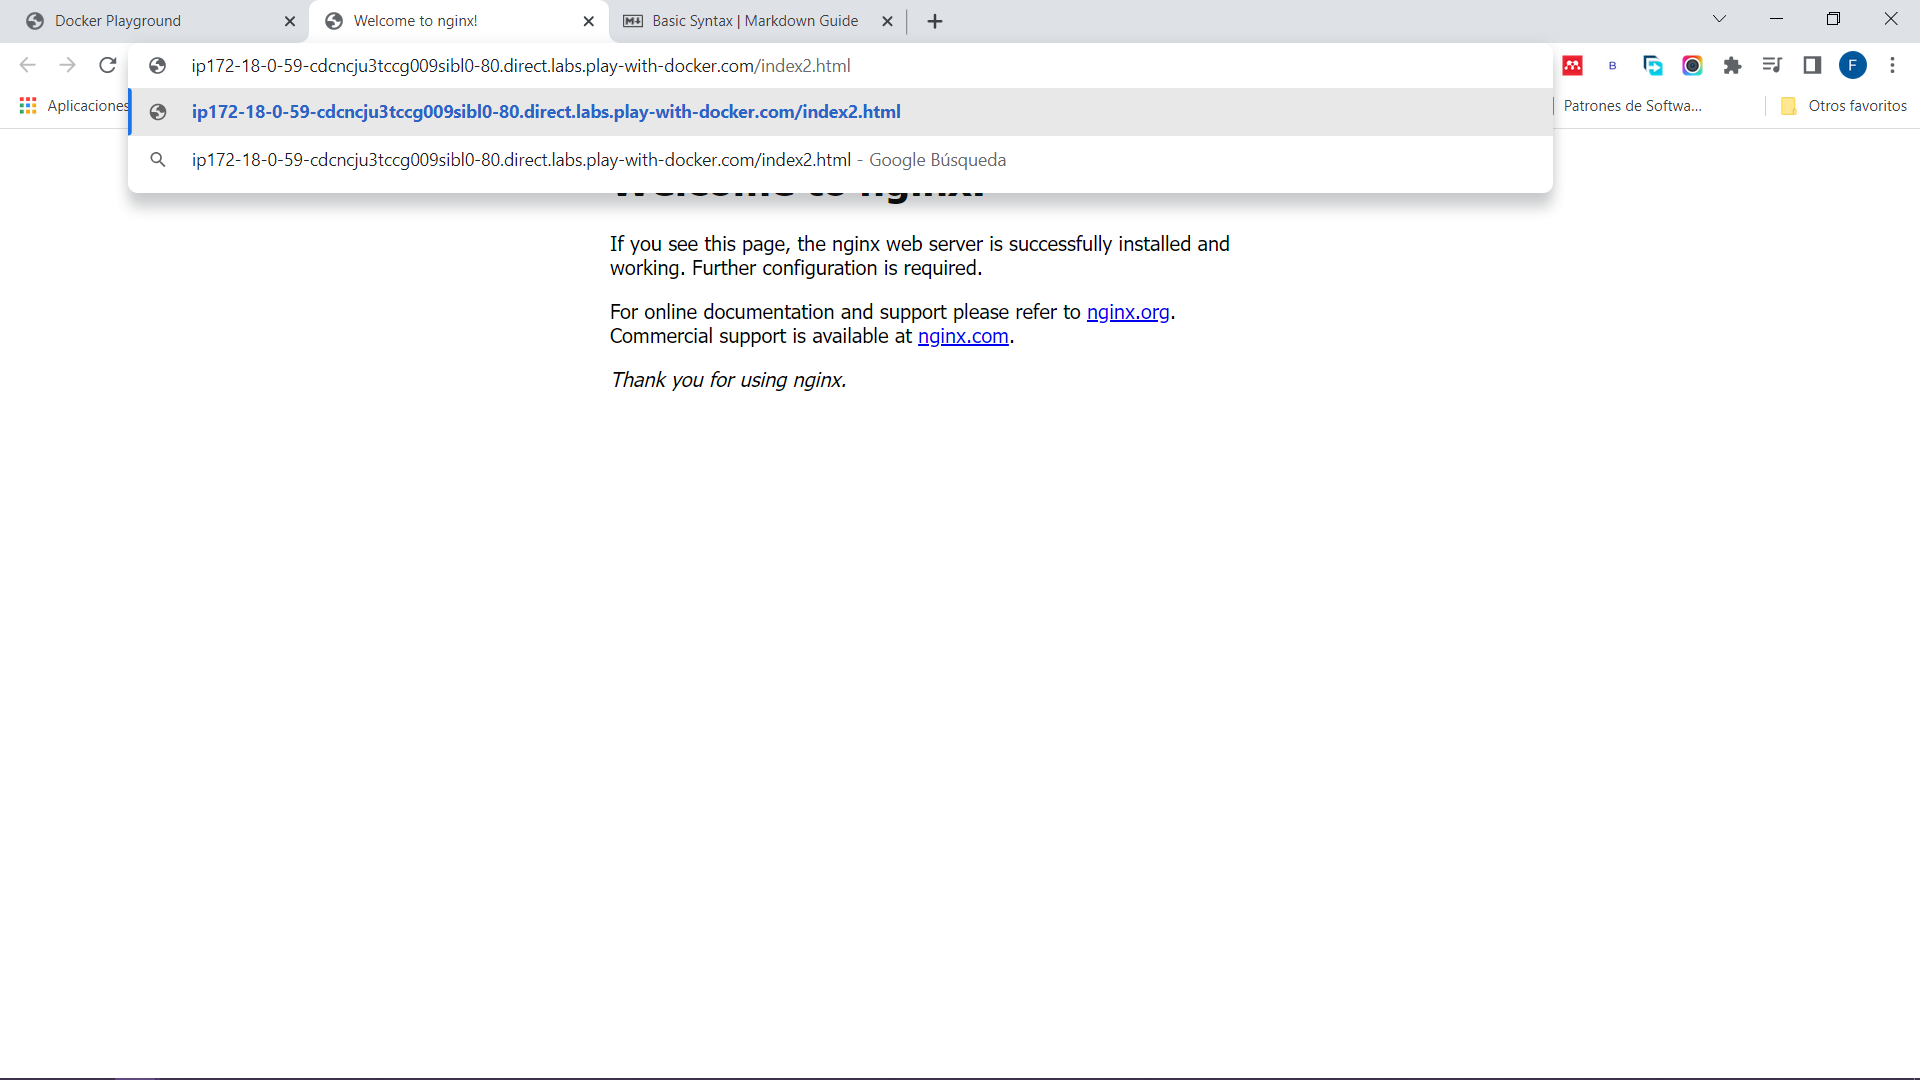 Docker Playground
Welcome to nginx!
Basic Syntax | Markdown Guide
ip172-18-0-59-cdcncju3tccg009sibl0-80.direct.labs.play-with-docker.com/index2.html
B
F
Aplicaciones
ip172-18-0-59-cdcncju3tccg009sibl0-80.direct.labs.play-with-docker.com/index2.html
Patrones de Softwa...
Otros favoritos
ip172-18-0-59-cdcncju3tccg009sibl0-80.direct.labs.play-with-docker.com/index2.html - Google Búsqueda
Welcome to nginx!
If you see this page, the nginx web server is successfully installed and
working. Further configuration is required.
For online documentation and support please refer to nginx.org.
Commercial support is available at nginx.com.
Thank you for using nginx.